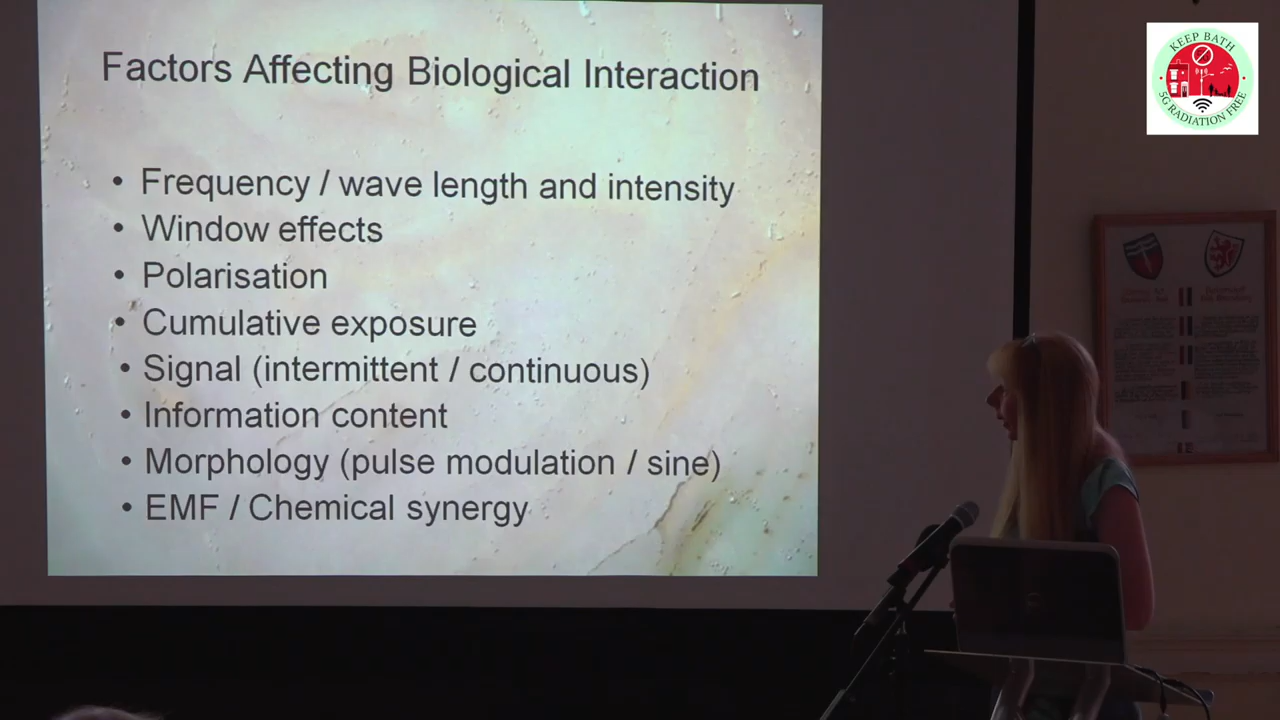 Factors Affecting Biological Interaction
• Frequency / wave length and intensity
• Window effects
• Polarisation
• Cumulative exposure
• Signal (intermittent / continuous)
• Information content
• Morphology (pulse modulation / sine)
• EMF / Chemical synergy
KEEP BATH
5G RADIATION FREE